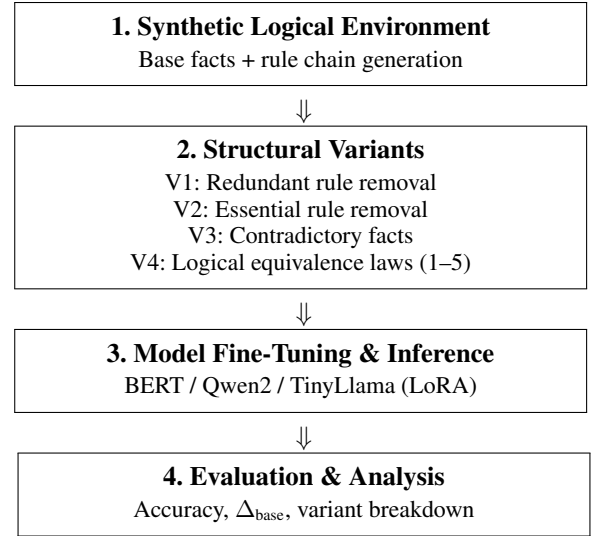 1. Synthetic Logical Environment
Base facts + rule chain generation
⇓
2. Structural Variants
V1: Redundant rule removal
V2: Essential rule removal
V3: Contradictory facts
V4: Logical equivalence laws (1–5)
⇓
3. Model Fine-Tuning & Inference
BERT / Qwen2 / TinyLlama (LoRA)
⇓
4. Evaluation & Analysis
Accuracy, Δbase, variant breakdown